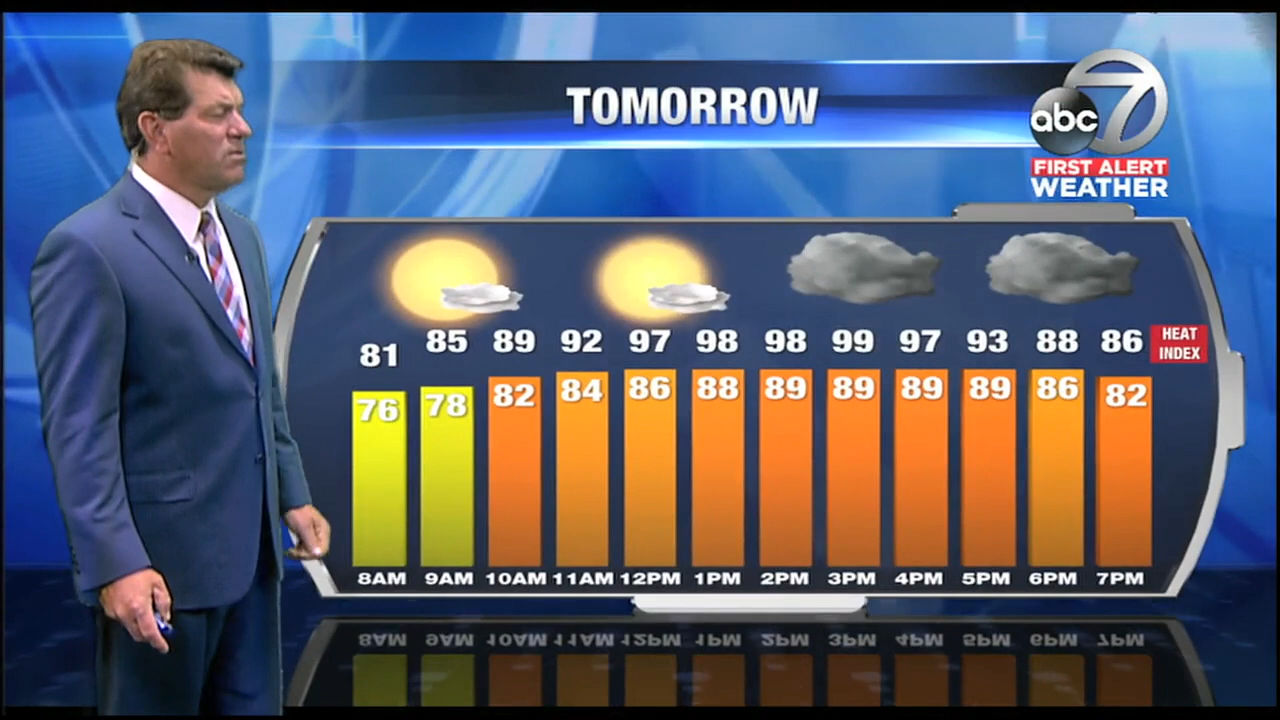 TOMORROW
abc 7
FIRST ALERT
WEATHER
81 85 89 92 97 98 98 99 97 93 88 86
HEAT
INDEX
76 78 82 84 86 88 89 89 89 89 86 82
8AM 9AM 10AM 11AM 12PM 1PM 2PM 3PM 4PM 5PM 6PM 7PM